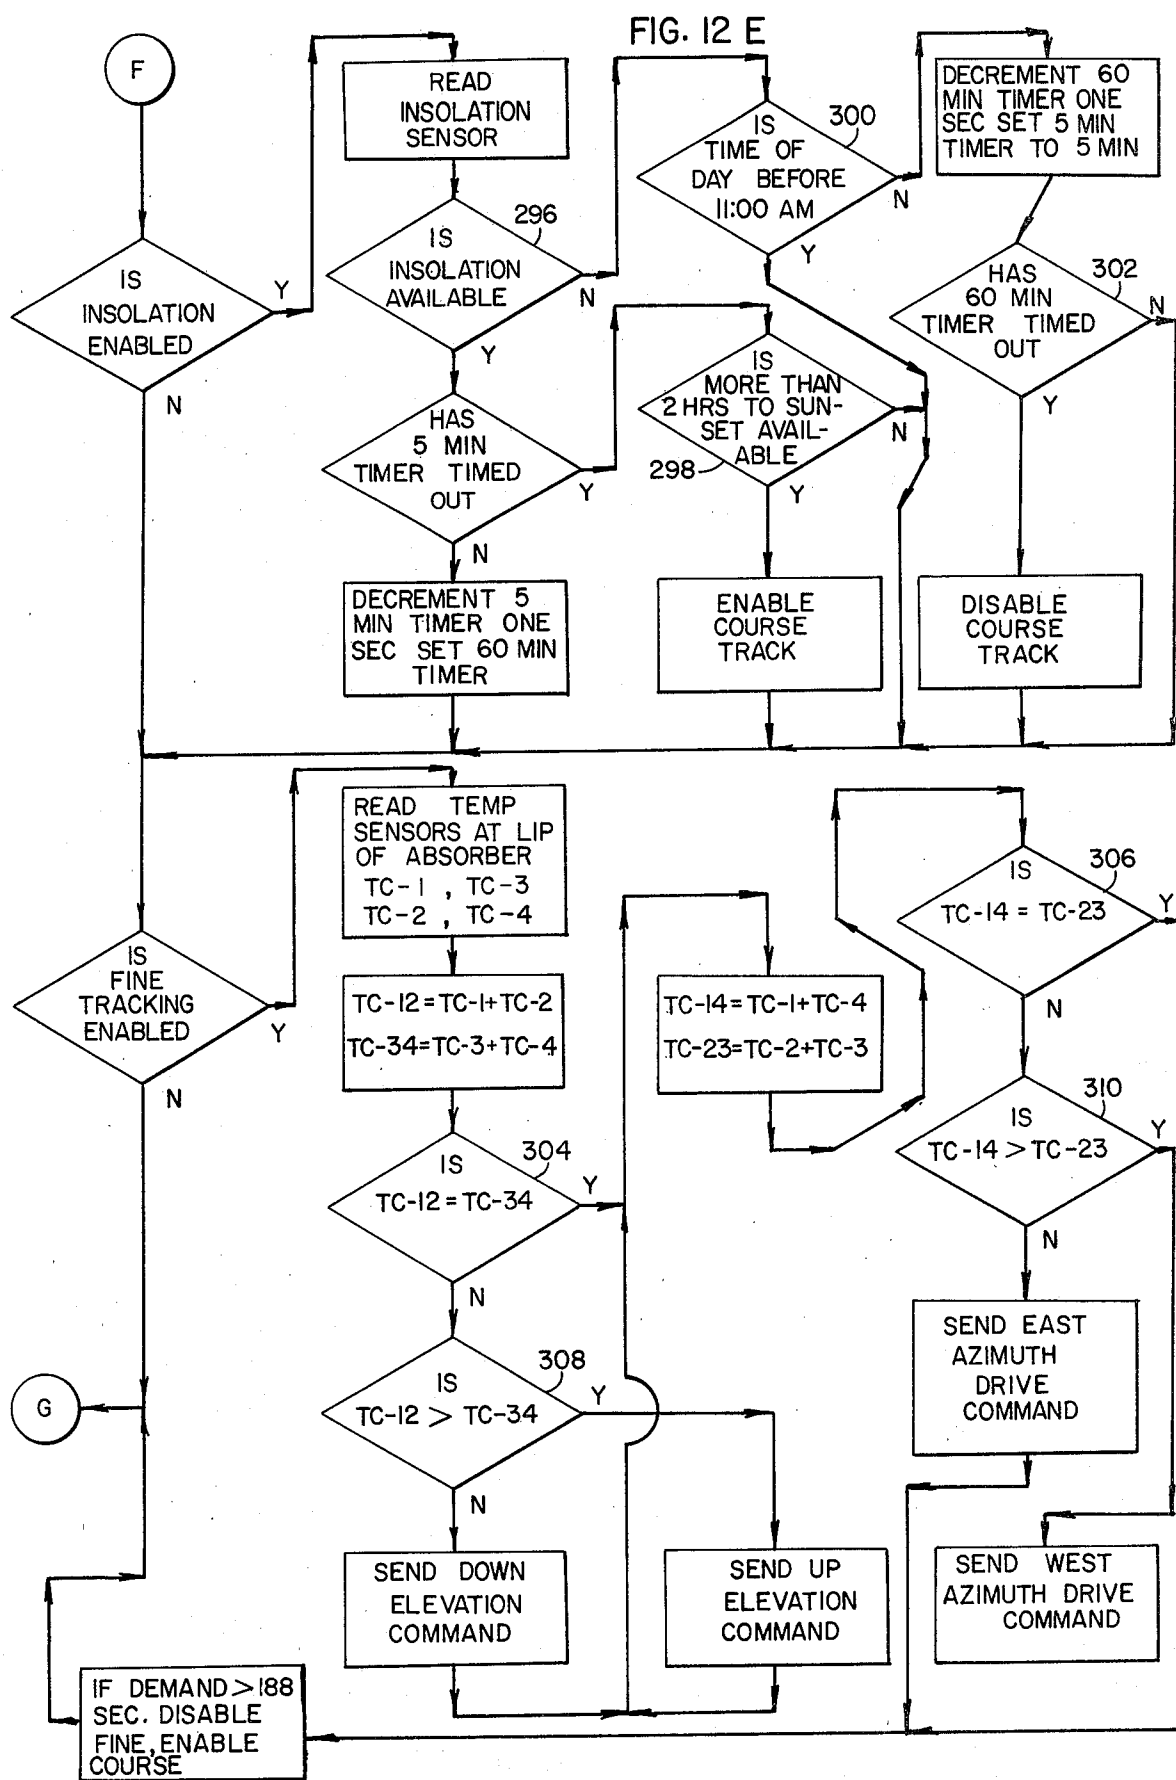 FIG. 12 E
F
IS
INSOLATION
ENABLED
Y
N
READ
INSOLATION
SENSOR
296
IS
INSOLATION
AVAILABLE
N
Y
HAS
5 MIN
TIMER TIMED
OUT
Y
N
DECREMENT 5
MIN TIMER ONE
SEC SET 60 MIN
TIMER
300
IS
TIME OF
DAY BEFORE
11:00 AM
N
Y
IS
MORE THAN
2 HRS TO SUN-
SET AVAIL-
ABLE
298
N
Y
ENABLE
COURSE
TRACK
DECREMENT 60
MIN TIMER ONE
SEC SET 5 MIN
TIMER TO 5 MIN
302
HAS
60 MIN
TIMER TIMED
OUT
N
Y
DISABLE
COURSE
TRACK
IS
FINE
TRACKING
ENABLED
Y
N
READ TEMP
SENSORS AT LIP
OF ABSORBER
TC-1 , TC-3
TC-2 , TC-4
TC-12=TC-1+TC-2
TC-34=TC-3+TC-4
304
IS
TC-12=TC-34
Y
N
308
IS
TC-12 > TC-34
Y
N
SEND DOWN
ELEVATION
COMMAND
SEND UP
ELEVATION
COMMAND
TC-14=TC-1+TC-4
TC-23=TC-2+TC-3
306
IS
TC-14 = TC-23
Y
N
310
IS
TC-14 > TC-23
Y
N
SEND EAST
AZIMUTH
DRIVE
COMMAND
SEND WEST
AZIMUTH DRIVE
COMMAND
G
IF DEMAND > 188
SEC. DISABLE
FINE, ENABLE
COURSE